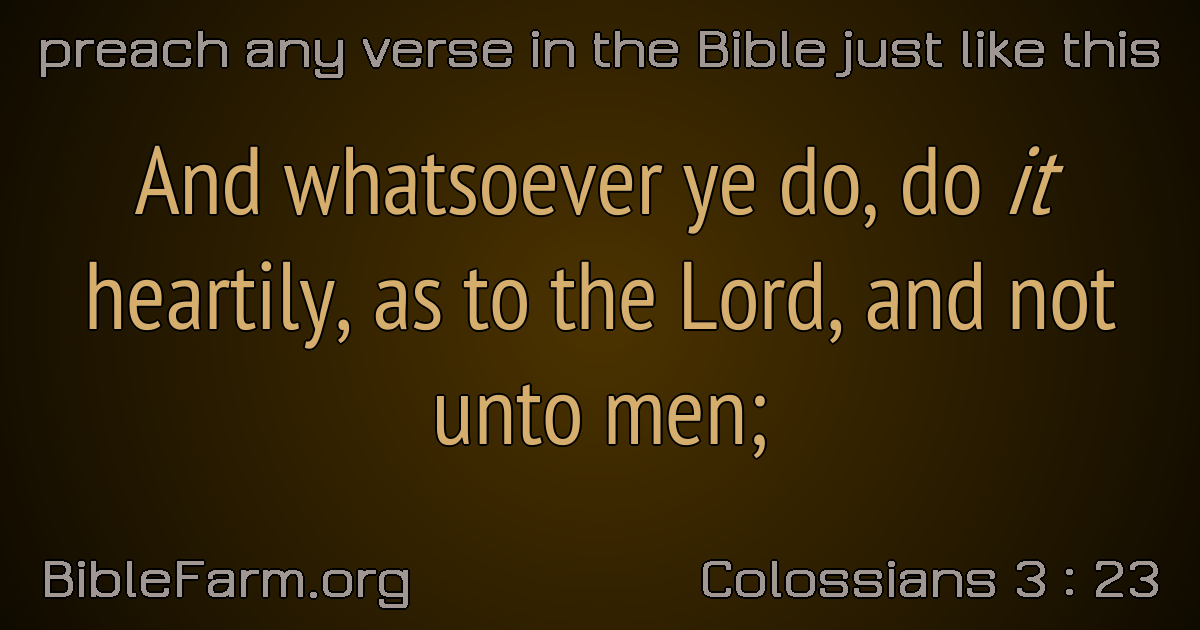 preach any verse in the Bible just like this
And whatsoever ye do, do it
heartily, as to the Lord, and not
unto men;
BibleFarm.org
Colossians 3 : 23